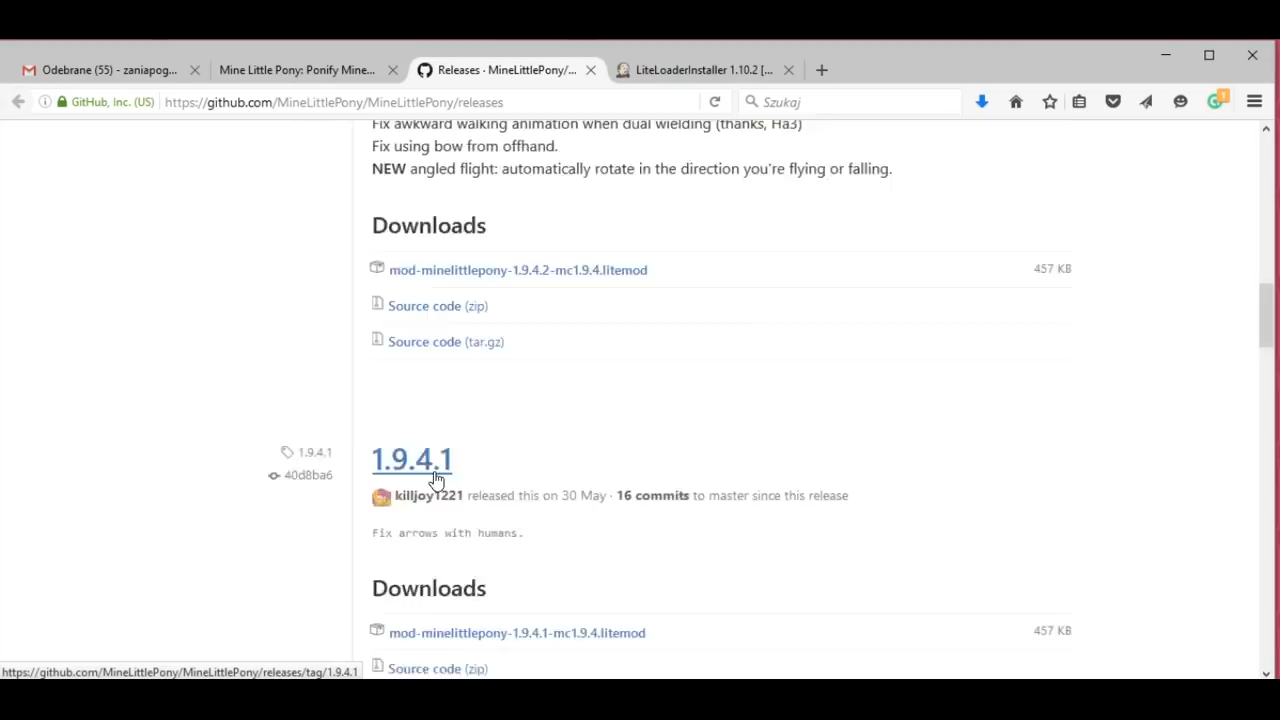 Odebrane (55) - zaniapog...
Mine Little Pony: Ponify Mine...
Releases · MineLittlePony/...
LiteLoaderInstaller 1.10.2 [...
GitHub, Inc. (US)
https://github.com/MineLittlePony/MineLittlePony/releases
Szukaj
1
Fix awkward walking animation when dual wielding (thanks, Ha3)
Fix using bow from offhand.
NEW angled flight: automatically rotate in the direction you're flying or falling.
Downloads
mod-minelittlepony-1.9.4.2-mc1.9.4.litemod 457 KB
Source code (zip)
Source code (tar.gz)
1.9.4.1
1.9.4.1
40d8ba6
killjoy1221 released this on 30 May · 16 commits to master since this release
Fix arrows with humans.
Downloads
mod-minelittlepony-1.9.4.1-mc1.9.4.litemod 457 KB
Source code (zip)
https://github.com/MineLittlePony/MineLittlePony/releases/tag/1.9.4.1